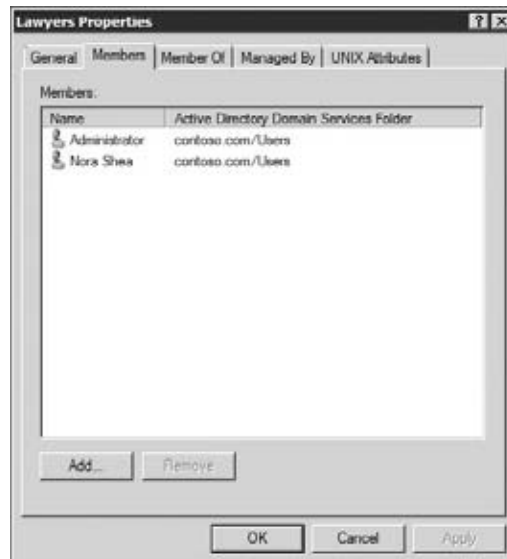 Lawyers Properties
General Members Member Of Managed By UNIX Attributes
Members:
Name Active Directory Domain Services Folder
Administrator contoso.com/Users
Nora Shea contoso.com/Users
Add... Remove
OK Cancel Apply